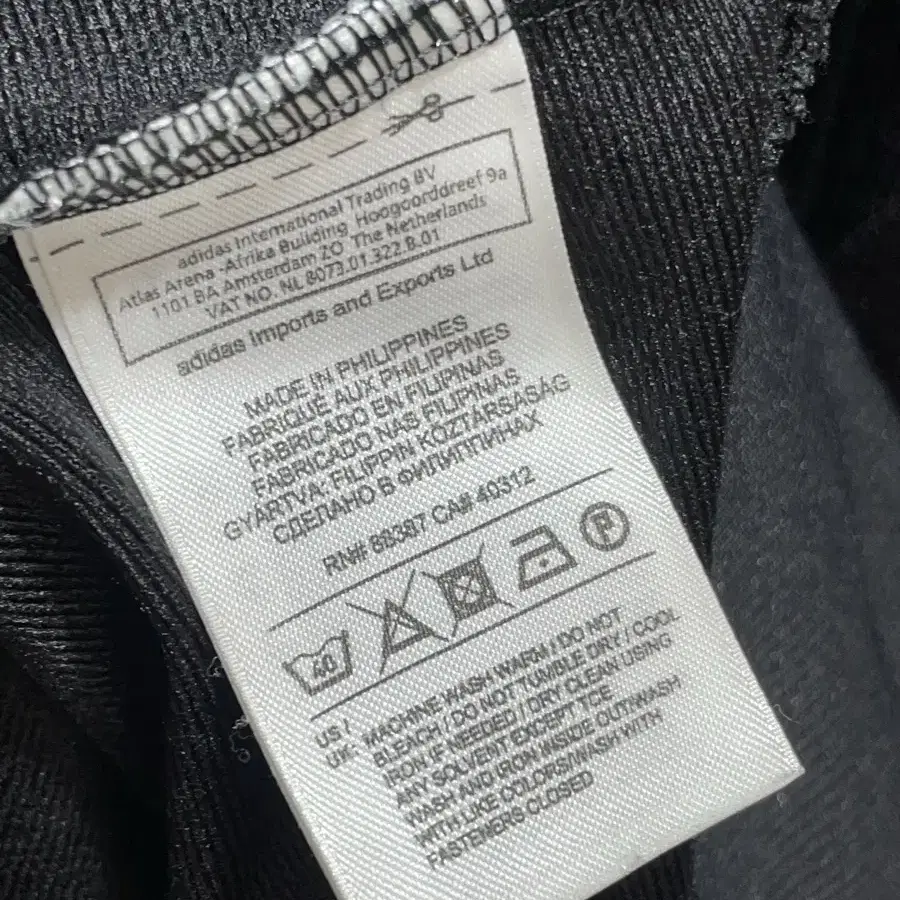 adidas International Trading BV
Atlas Arena -Afrika Building Hoogoorddreef 9a
1101 BA Amsterdam ZO The Netherlands
VAT NO. NL 8073.01.322.B.01
adidas Imports and Exports Ltd
MADE IN PHILIPPINES
FABRIQUÉ AUX PHILIPPINES
FABRICADO EN FILIPINAS
FABRICADO NAS FILIPINAS
GYÁRTVA: FILIPPIN KÖZTÁRSASÁG
СДЕЛАНО В ФИЛИППИНАХ
RN# 88387 CA# 40312
40 P
US / UK: MACHINE WASH WARM / DO NOT
BLEACH / DO NOT TUMBLE DRY / COOL
IRON IF NEEDED / DRY CLEAN USING
ANY SOLVENT EXCEPT TCE
WASH AND IRON INSIDE OUT/WASH
WITH LIKE COLORS/WASH WITH
FASTENERS CLOSED